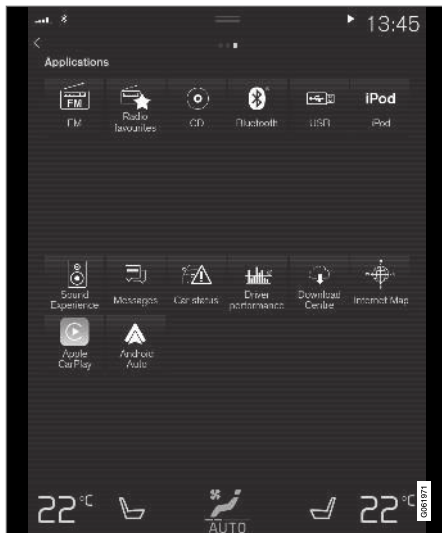 13:45
Applications
FM
iPod
FM
Radio
favourites
CD
Bluetooth
USB
iPod
Sound
Experience
Messages
Car status
Driver
performance
Download
Centre
Internet Map
Apple
CarPlay
Android
Auto
22°C
22°C
AUTO
G061971